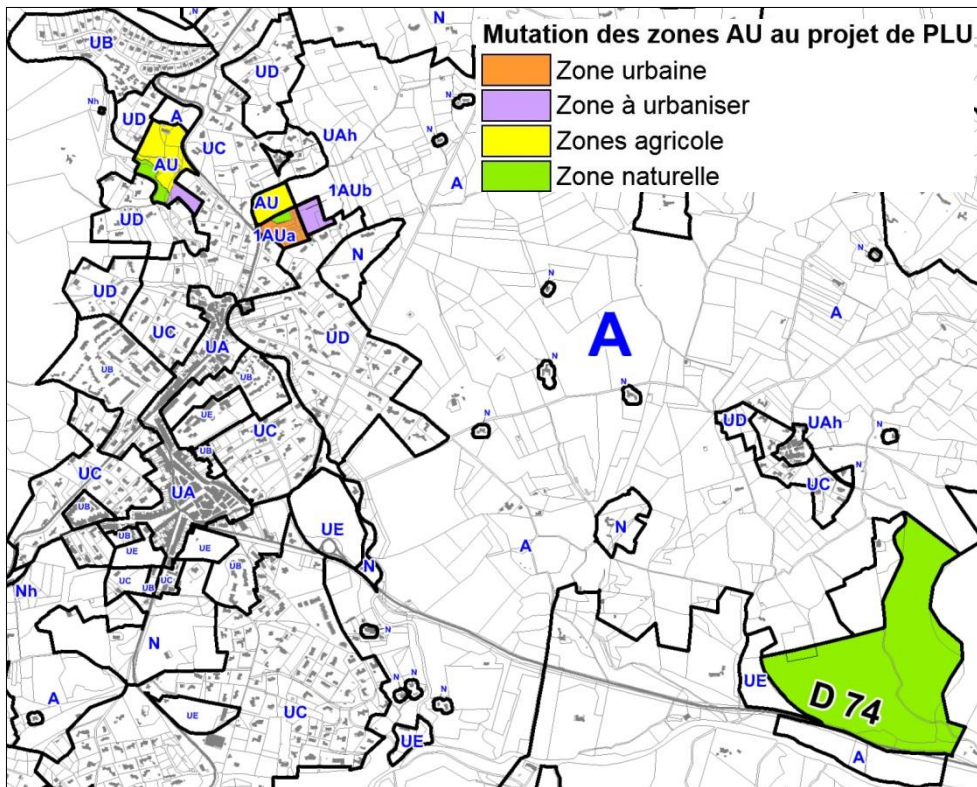 Mutation des zones AU au projet de PLU
Zone urbaine
Zone à urbaniser
Zones agricole
Zone naturelle
N
UB
UD
Nh
UD
A
UC
UAh
N
N
AU
A
1AUb
AU
UD
1AUa
N
N
A
N
UD
UC
UA
UD
A
UB
UB
N
N
UE
N
UD
UAh
UC
N
UB
UC
UA
UC
N
UB
UE
N
A
UB
UE
UE
N
UC
UB
UC
UB
Nh
N
N
A
UC
N
N
UE
D 74
N
UE
UE
A